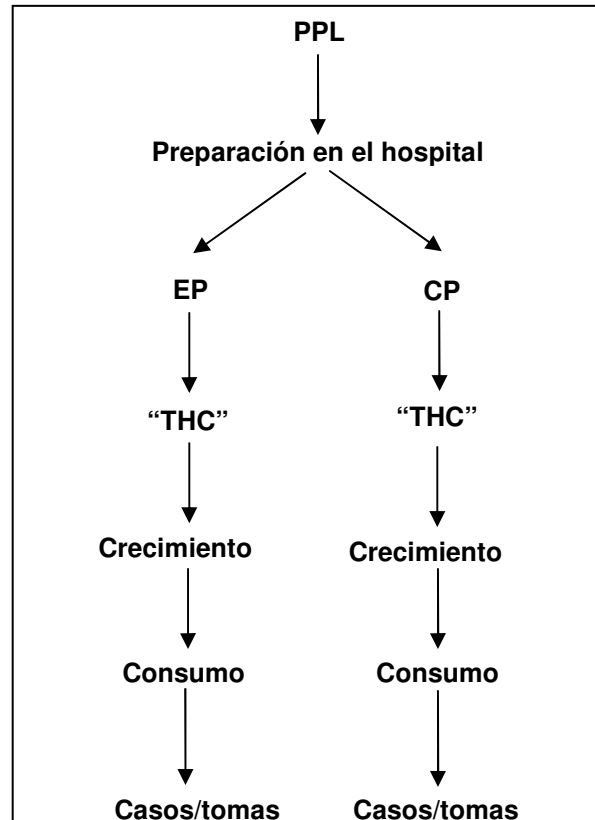 PPL
Preparación en el hospital
EP
CP
“THC”
“THC”
Crecimiento
Crecimiento
Consumo
Consumo
Casos/tomas
Casos/tomas